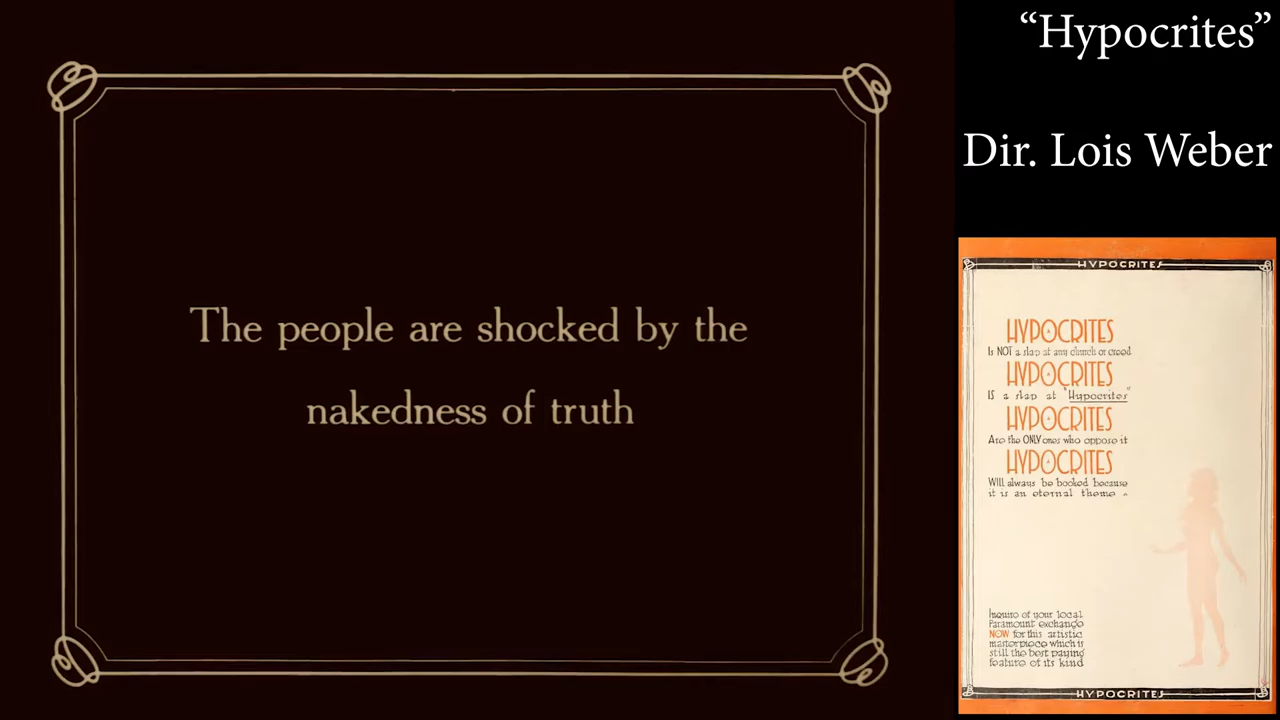 The people are shocked by the
nakedness of truth
“Hypocrites”
Dir. Lois Weber
HYPOCRITES
HYPOCRITES
Is NOT a slap at any church or creed
HYPOCRITES
IS a slap at "Hypocrites"
HYPOCRITES
Are the ONLY ones who oppose it
HYPOCRITES
WILL always be booked because
it is an eternal theme
Inquire of your local
Paramount exchange
NOW for this artistic
masterpiece which is
still the best paying
feature of its kind
HYPOCRITES